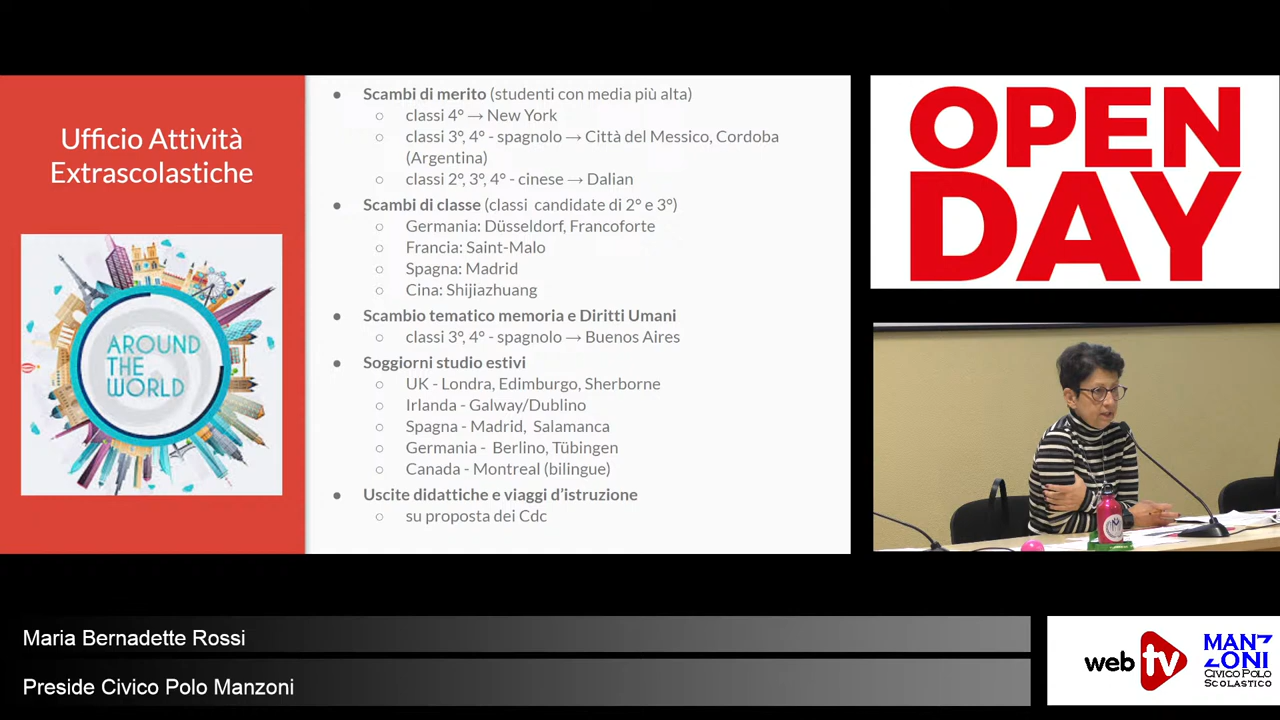 Ufficio Attività
Extrascolastiche
AROUND
THE
WORLD
● Scambi di merito (studenti con media più alta)
○ classi 4° → New York
○ classi 3°, 4° - spagnolo → Città del Messico, Cordoba
(Argentina)
○ classi 2°, 3°, 4° - cinese → Dalian
● Scambi di classe (classi candidate di 2° e 3°)
○ Germania: Düsseldorf, Francoforte
○ Francia: Saint-Malo
○ Spagna: Madrid
○ Cina: Shijiazhuang
● Scambio tematico memoria e Diritti Umani
○ classi 3°, 4° - spagnolo → Buenos Aires
● Soggiorni studio estivi
○ UK - Londra, Edimburgo, Sherborne
○ Irlanda - Galway/Dublino
○ Spagna - Madrid, Salamanca
○ Germania - Berlino, Tübingen
○ Canada - Montreal (bilingue)
● Uscite didattiche e viaggi d'istruzione
○ su proposta dei Cdc
OPEN
DAY
Maria Bernadette Rossi
Preside Civico Polo Manzoni
web tv
MAN
ZONI
CIVICO POLO
SCOLASTICO